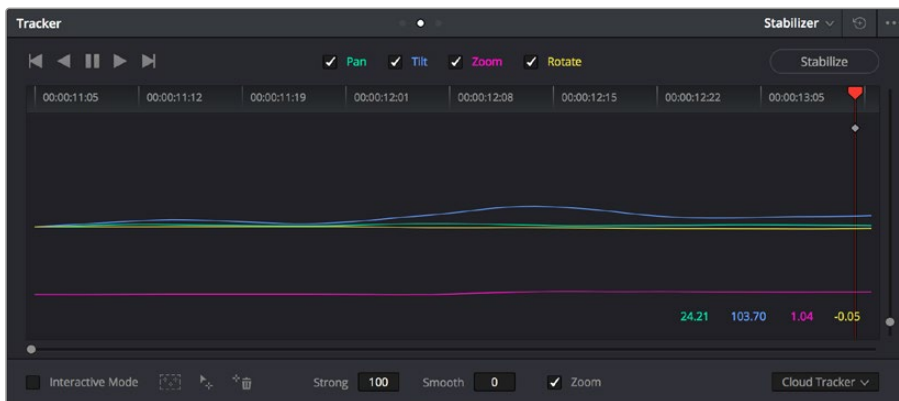 Tracker
Stabilizer
Pan Tilt Zoom Rotate Stabilize
00:00:11:05 00:00:11:12 00:00:11:19 00:00:12:01 00:00:12:08 00:00:12:15 00:00:12:22 00:00:13:05
24.21 103.70 1.04 -0.05
Interactive Mode Strong 100 Smooth 0 Zoom Cloud Tracker